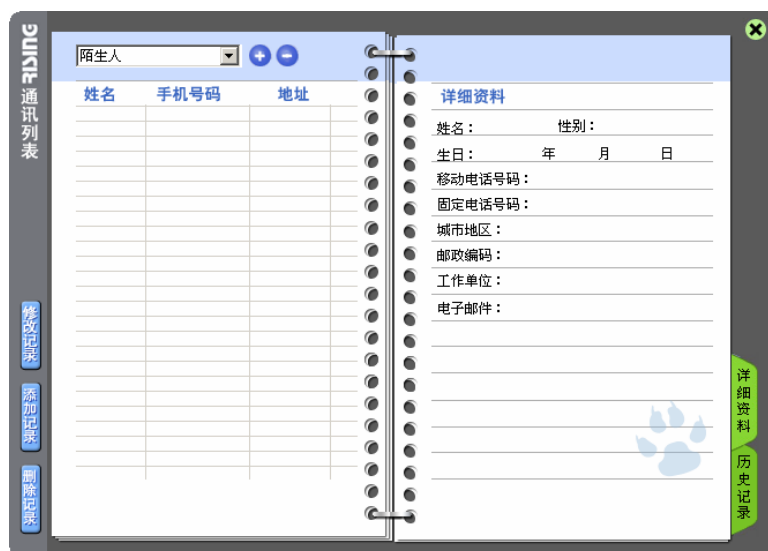 RISING 通讯列表
陌生人
姓名 手机号码 地址
修改记录
添加记录
删除记录
详细资料
姓名： 性别：
生日： 年 月 日
移动电话号码：
固定电话号码：
城市地区：
邮政编码：
工作单位：
电子邮件：
详细资料
历史记录